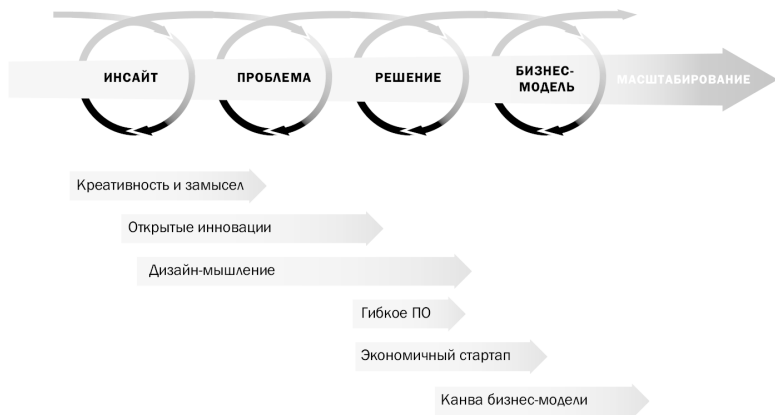 ИНСАЙТ
ПРОБЛЕМА
РЕШЕНИЕ
БИЗНЕС-
МОДЕЛЬ
МАСШТАБИРОВАНИЕ
Креативность и замысел
Открытые инновации
Дизайн-мышление
Гибкое ПО
Экономичный стартап
Канва бизнес-модели